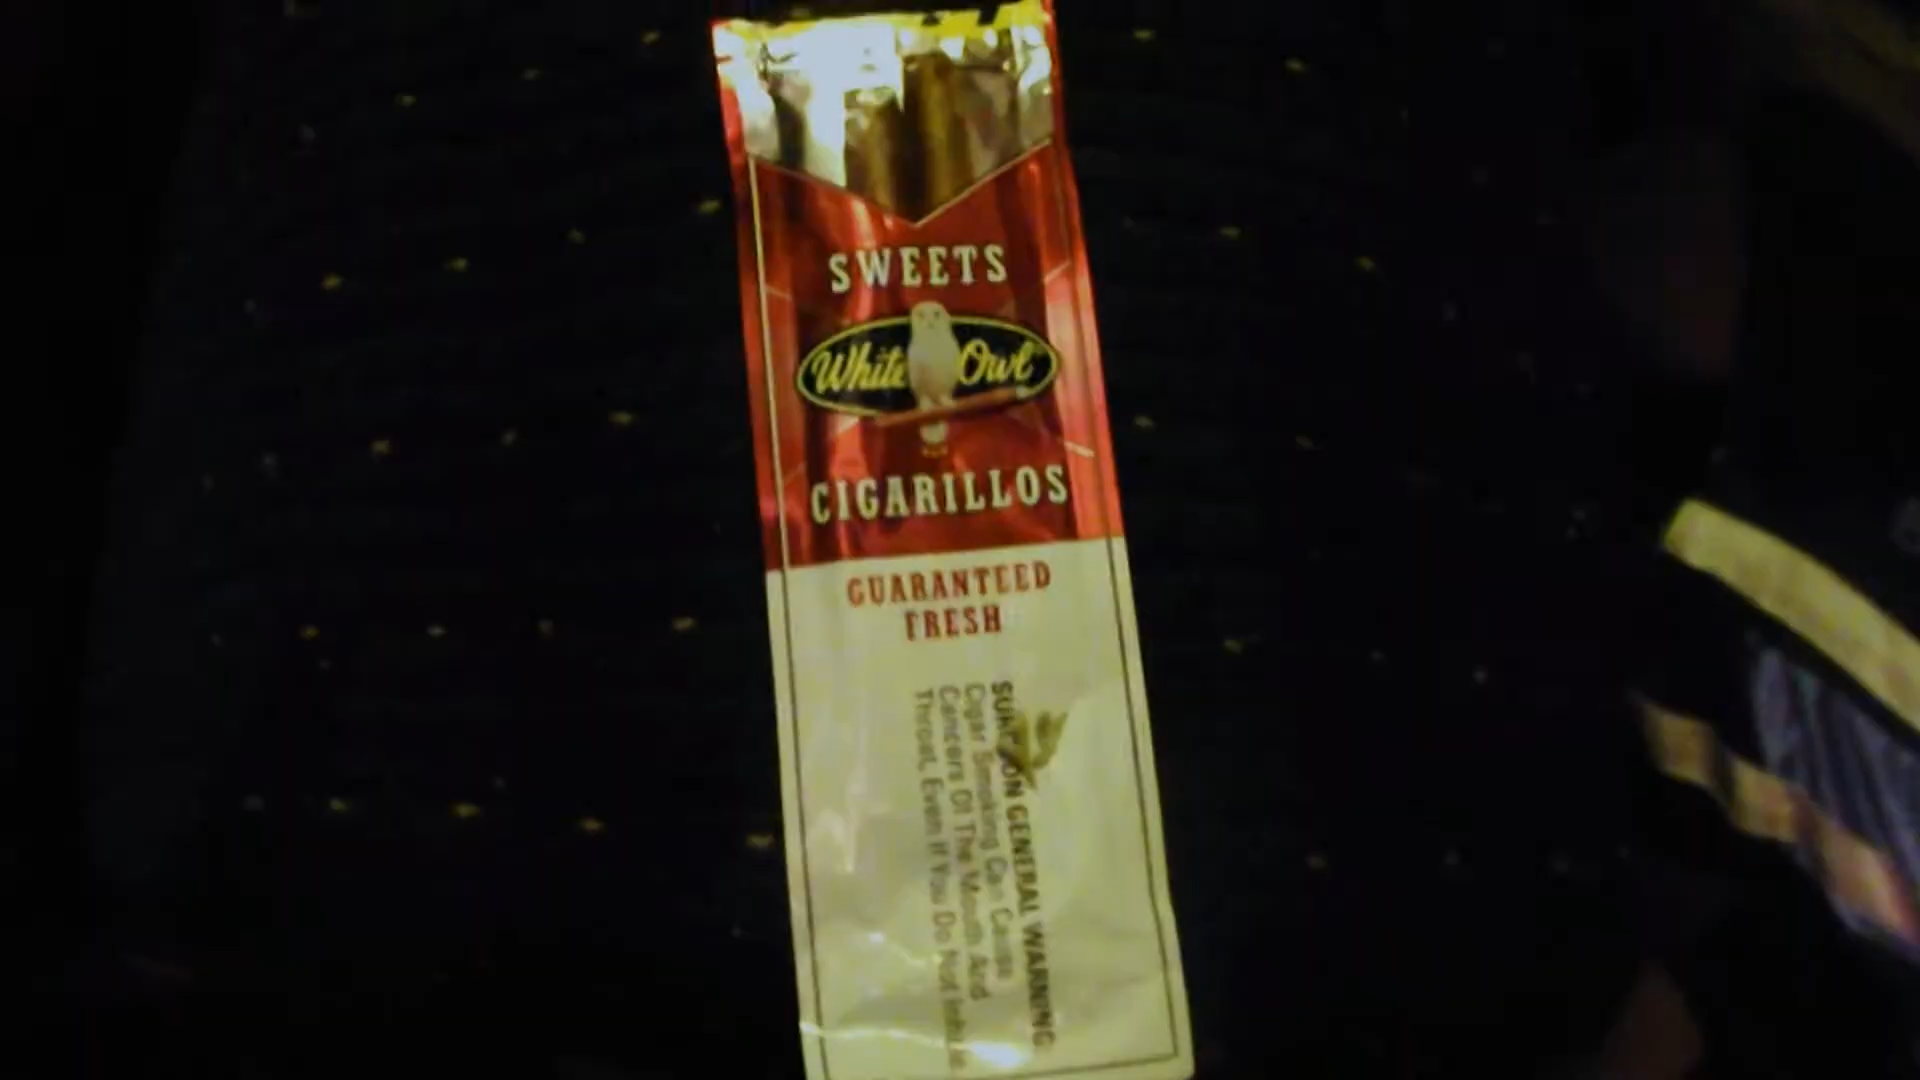 SWEETS
White Owl
CIGARILLOS
GUARANTEED
FRESH
SURGEON GENERAL WARNING:
Cigar Smoking Can Cause
Cancers Of The Mouth And
Throat, Even If You Do Not Inhale.